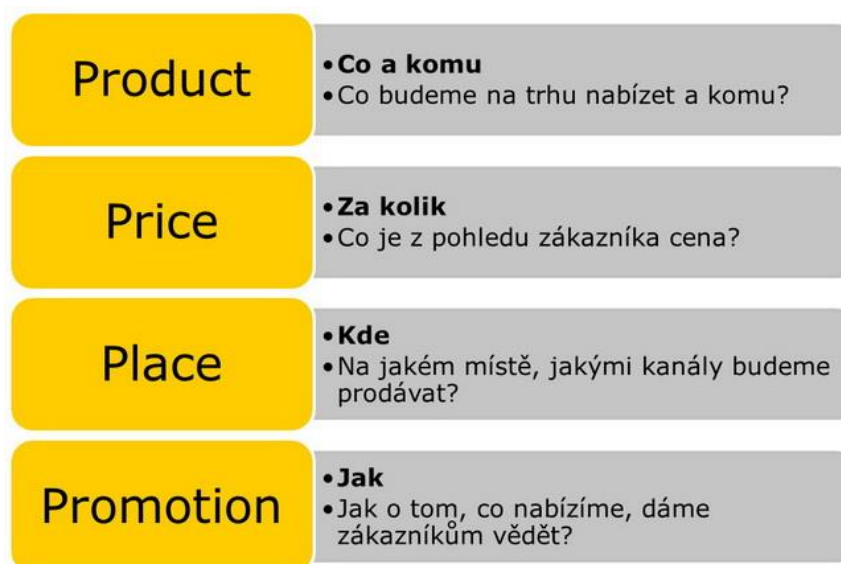 Product
•Co a komu
•Co budeme na trhu nabízet a komu?
Price
•Za kolik
•Co je z pohledu zákazníka cena?
Place
•Kde
•Na jakém místě, jakými kanály budeme
prodávat?
Promotion
•Jak
•Jak o tom, co nabízíme, dáme
zákazníkům vědět?